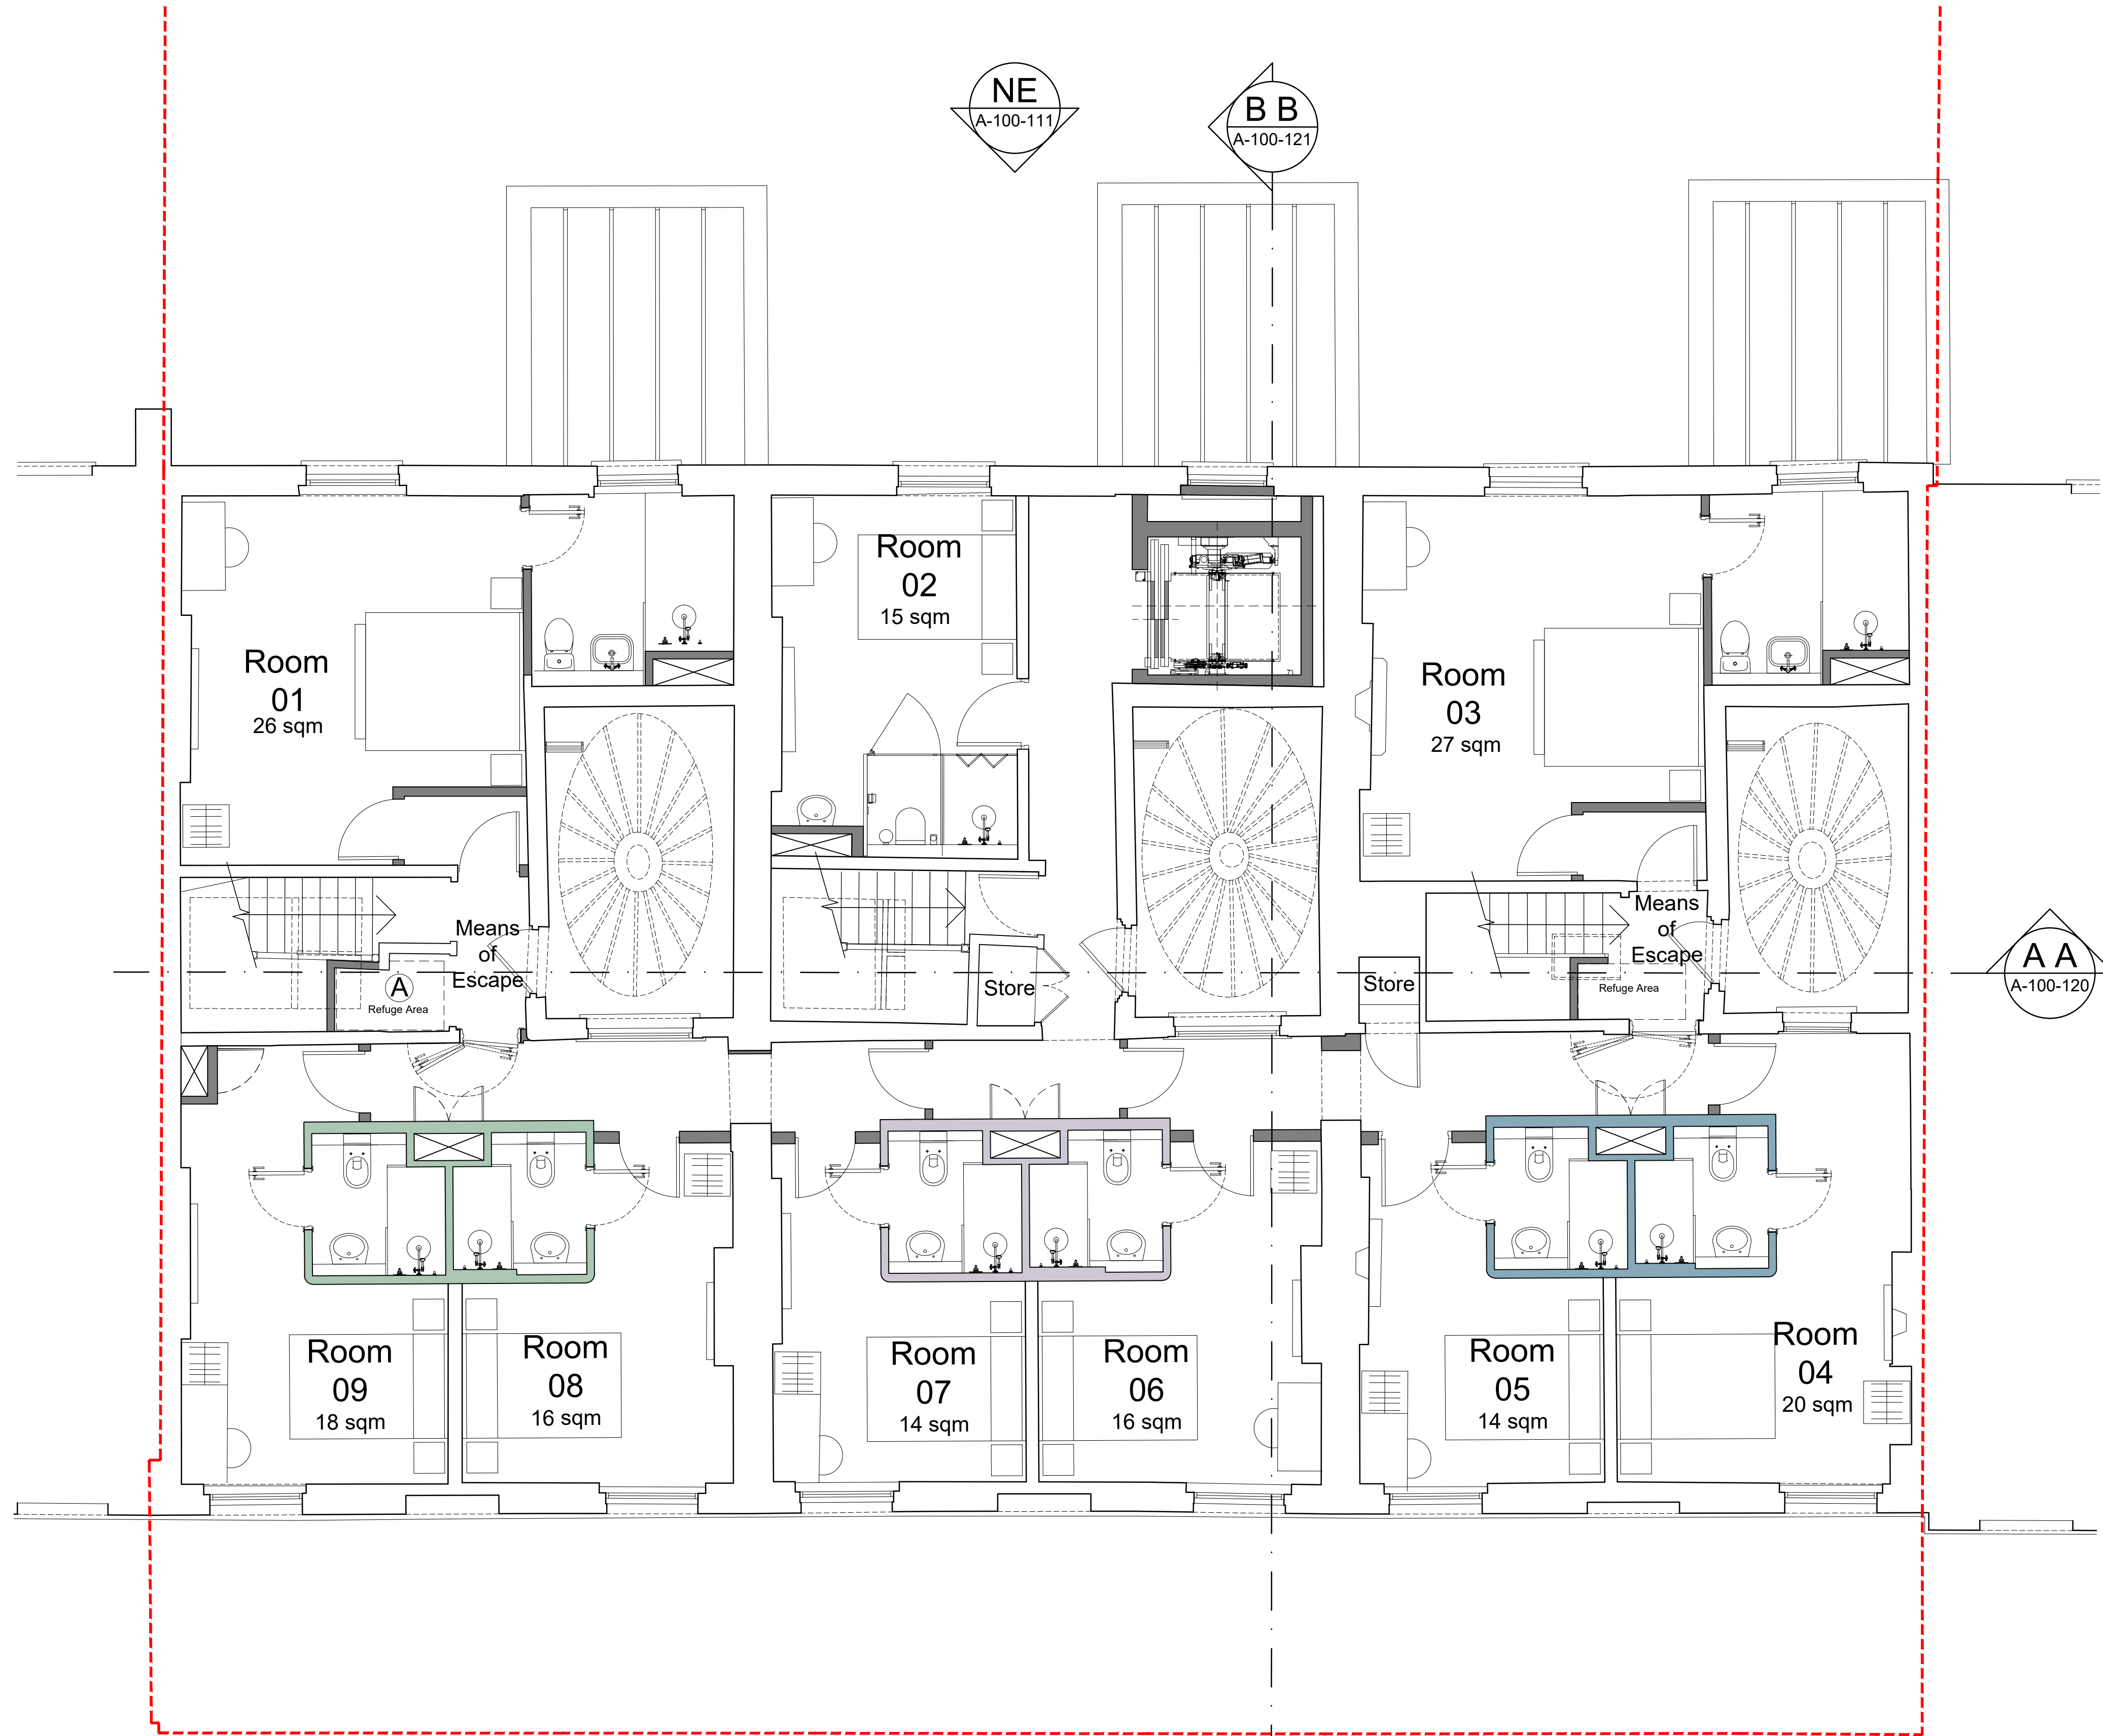 NE
A-100-111
B B
A-100-121
Room
01
26 sqm
Room
02
15 sqm
Room
03
27 sqm
Means
of
Escape
A
Refuge Area
Store
Store
Means
of
Escape
Refuge Area
A A
A-100-120
Room
09
18 sqm
Room
08
16 sqm
Room
07
14 sqm
Room
06
16 sqm
Room
05
14 sqm
Room
04
20 sqm